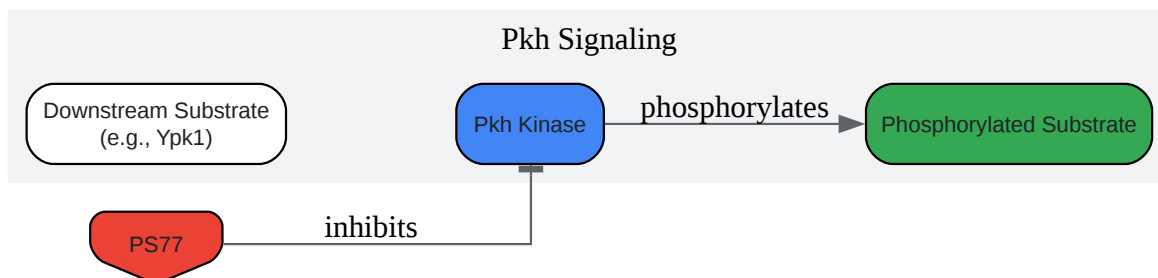 Pkh Signaling
Downstream Substrate
(e.g., Ypk1)
Pkh Kinase
phosphorylates
Phosphorylated Substrate
PS77
inhibits